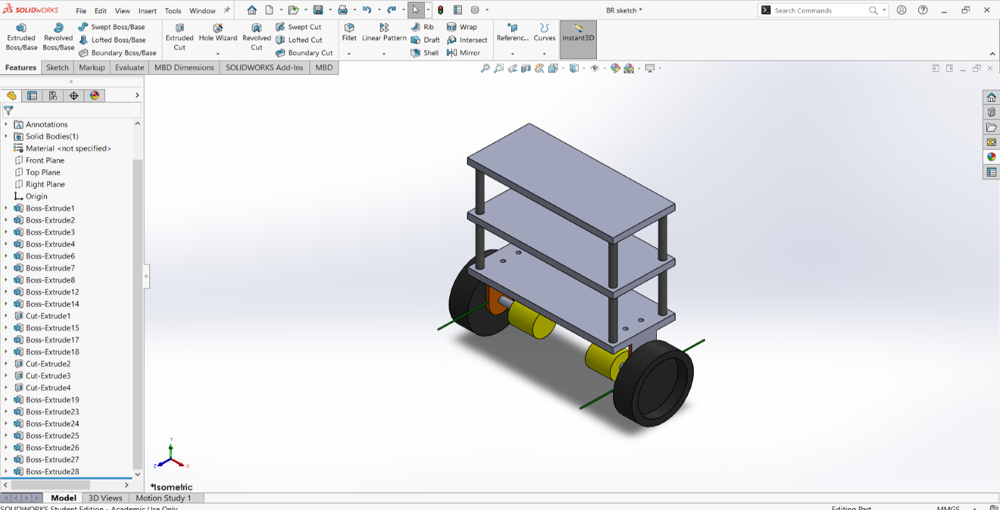 SOLIDWORKS File Edit View Insert Tools Window BR sketch * Search Commands
Extruded Boss/Base
Revolved Boss/Base
Swept Boss/Base
Lofted Boss/Base
Boundary Boss/Base
Extruded Cut
Hole Wizard
Revolved Cut
Swept Cut
Lofted Cut
Boundary Cut
Fillet
Linear Pattern
Rib
Draft
Shell
Wrap
Intersect
Mirror
Referenc...
Curves
Instant3D
Features Sketch Markup Evaluate MBD Dimensions SOLIDWORKS Add-Ins MBD
Annotations
Solid Bodies(1)
Material <not specified>
Front Plane
Top Plane
Right Plane
Origin
Boss-Extrude1
Boss-Extrude2
Boss-Extrude3
Boss-Extrude4
Boss-Extrude6
Boss-Extrude7
Boss-Extrude8
Boss-Extrude12
Boss-Extrude14
Cut-Extrude1
Boss-Extrude15
Boss-Extrude17
Boss-Extrude18
Cut-Extrude2
Cut-Extrude3
Cut-Extrude4
Boss-Extrude19
Boss-Extrude23
Boss-Extrude24
Boss-Extrude25
Boss-Extrude26
Boss-Extrude27
Boss-Extrude28
Y
Z X
*Isometric
Model 3D Views Motion Study 1
SOLIDWORKS Student Edition - Academic Use Only Editing Part MMGS